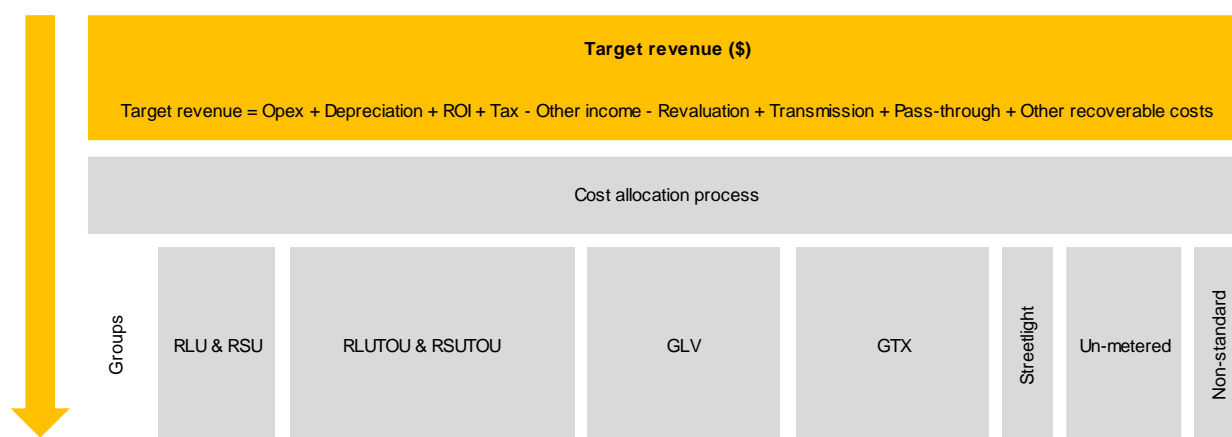 Target revenue ($)
Target revenue = Opex + Depreciation + ROI + Tax - Other income - Revaluation + Transmission + Pass-through + Other recoverable costs
Cost allocation process
Groups
RLU & RSU
RLUTOU & RSUTOU
GLV
GTX
Streetlight
Un-metered
Non-standard